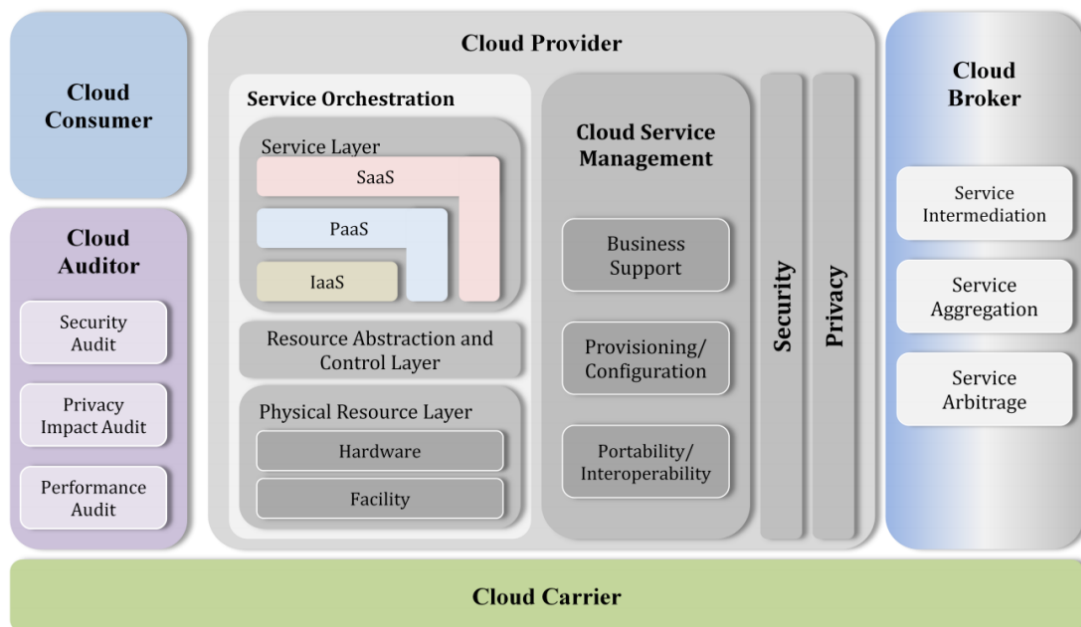 Cloud
Consumer
Cloud
Auditor
Security
Audit
Privacy
Impact Audit
Performance
Audit
Cloud Provider
Service Orchestration
Service Layer
SaaS
PaaS
IaaS
Resource Abstraction and
Control Layer
Physical Resource Layer
Hardware
Facility
Cloud Service
Management
Business
Support
Provisioning/
Configuration
Portability/
Interoperability
Security
Privacy
Cloud
Broker
Service
Intermediation
Service
Aggregation
Service
Arbitrage
Cloud Carrier